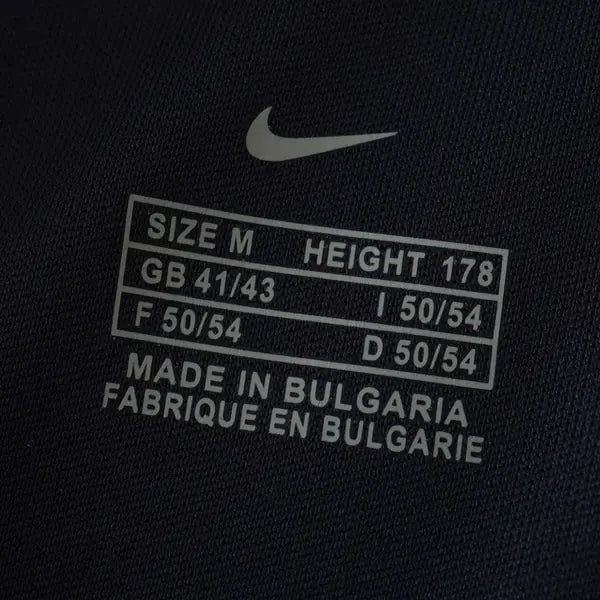 SIZE M HEIGHT 178
GB 41/43 I 50/54
F 50/54 D 50/54
MADE IN BULGARIA
FABRIQUE EN BULGARIE